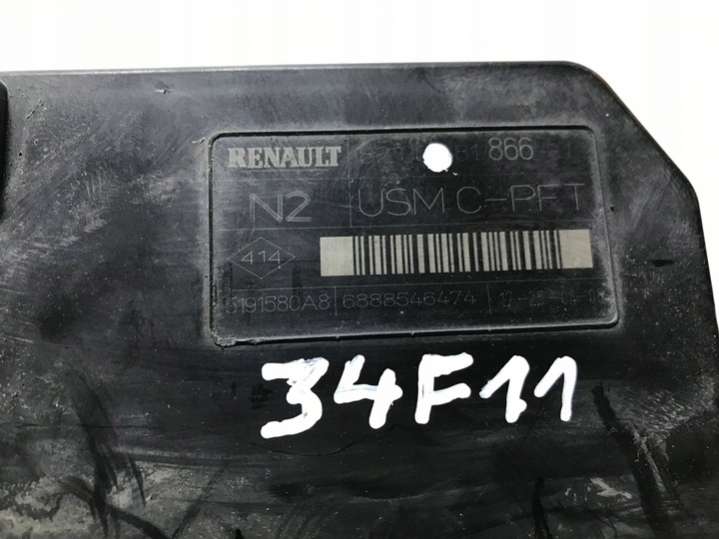 RENAULT 866
N2 USM C-PFT
414
S191580A8 6888546474
34F11